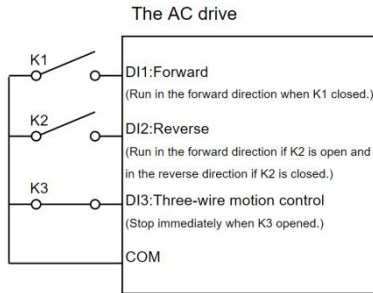 The AC drive
K1
DI1:Forward
(Run in the forward direction when K1 closed.)
K2
DI2:Reverse
(Run in the forward direction if K2 is open and
in the reverse direction if K2 is closed.)
K3
DI3:Three-wire motion control
(Stop immediately when K3 opened.)
COM